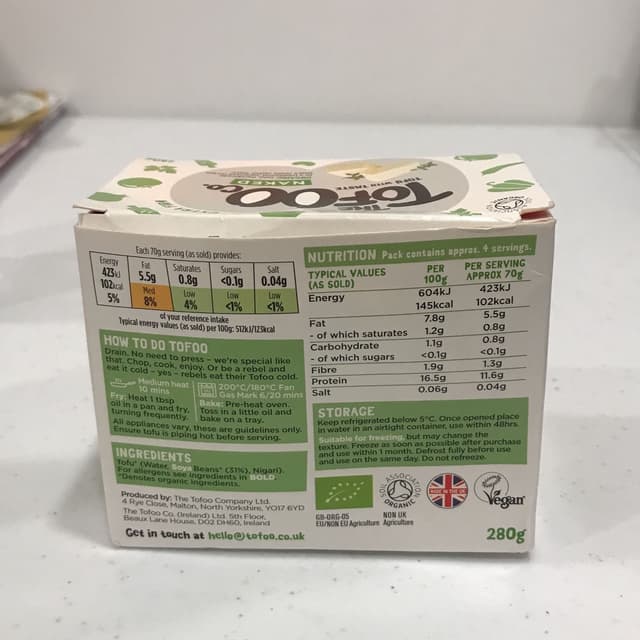 THE
TOFOO Co.
TOFU WITH TASTE
NAKED
Each 70g serving (as sold) provides:
Energy
423kJ
102kcal
5%
Fat
5.5g
Med
8%
Saturates
0.8g
Low
4%
Sugars
<0.1g
Low
<1%
Salt
0.04g
Low
<1%
of your reference intake
Typical energy values (as sold) per 100g: 512kJ/123kcal
HOW TO DO TOFOO
Drain. No need to press – we're special like
that. Chop, cook, enjoy. Or be a rebel and
eat it cold – yes – rebels eat their Tofoo cold.
Medium heat
10 mins
Fry: Heat 1 tbsp
oil in a pan and fry,
turning frequently.
200°C/180°C Fan
Gas Mark 6/20 mins
Bake: Pre-heat oven.
Toss in a little oil and
bake on a tray.
All appliances vary, these are guidelines only.
Ensure tofu is piping hot before serving.
INGREDIENTS
Tofu* (Water, Soya Beans* (31%), Nigari).
For allergens see ingredients in BOLD.
*Denotes organic ingredients.
Produced by: The Tofoo Company Ltd.
4 Rye Close, Malton, North Yorkshire, YO17 6YD
The Tofoo Co. (Ireland) Ltd. 5th Floor,
Beaux Lane House, D02 DH60, Ireland
Get in touch at hello@tofoo.co.uk
NUTRITION Pack contains approx. 4 servings.
TYPICAL VALUES (AS SOLD) PER 100g PER SERVING APPROX 70g
Energy 604kJ 423kJ
145kcal 102kcal
Fat 7.8g 5.5g
- of which saturates 1.2g 0.8g
Carbohydrate 1.1g 0.8g
- of which sugars <0.1g <0.1g
Fibre 1.9g 1.3g
Protein 16.5g 11.6g
Salt 0.06g 0.04g
STORAGE
Keep refrigerated below 5°C. Once opened place
in water in an airtight container, use within 48hrs.
Suitable for freezing, but may change the
texture. Freeze as soon as possible after purchase
and use within 1 month. Defrost fully before use
and use on the same day. Do not refreeze.
GB-ORG-05
EU/NON EU Agriculture
SOIL ASSOCIATION
ORGANIC
NON UK
Agriculture
MADE IN THE UK
Vegan
280g